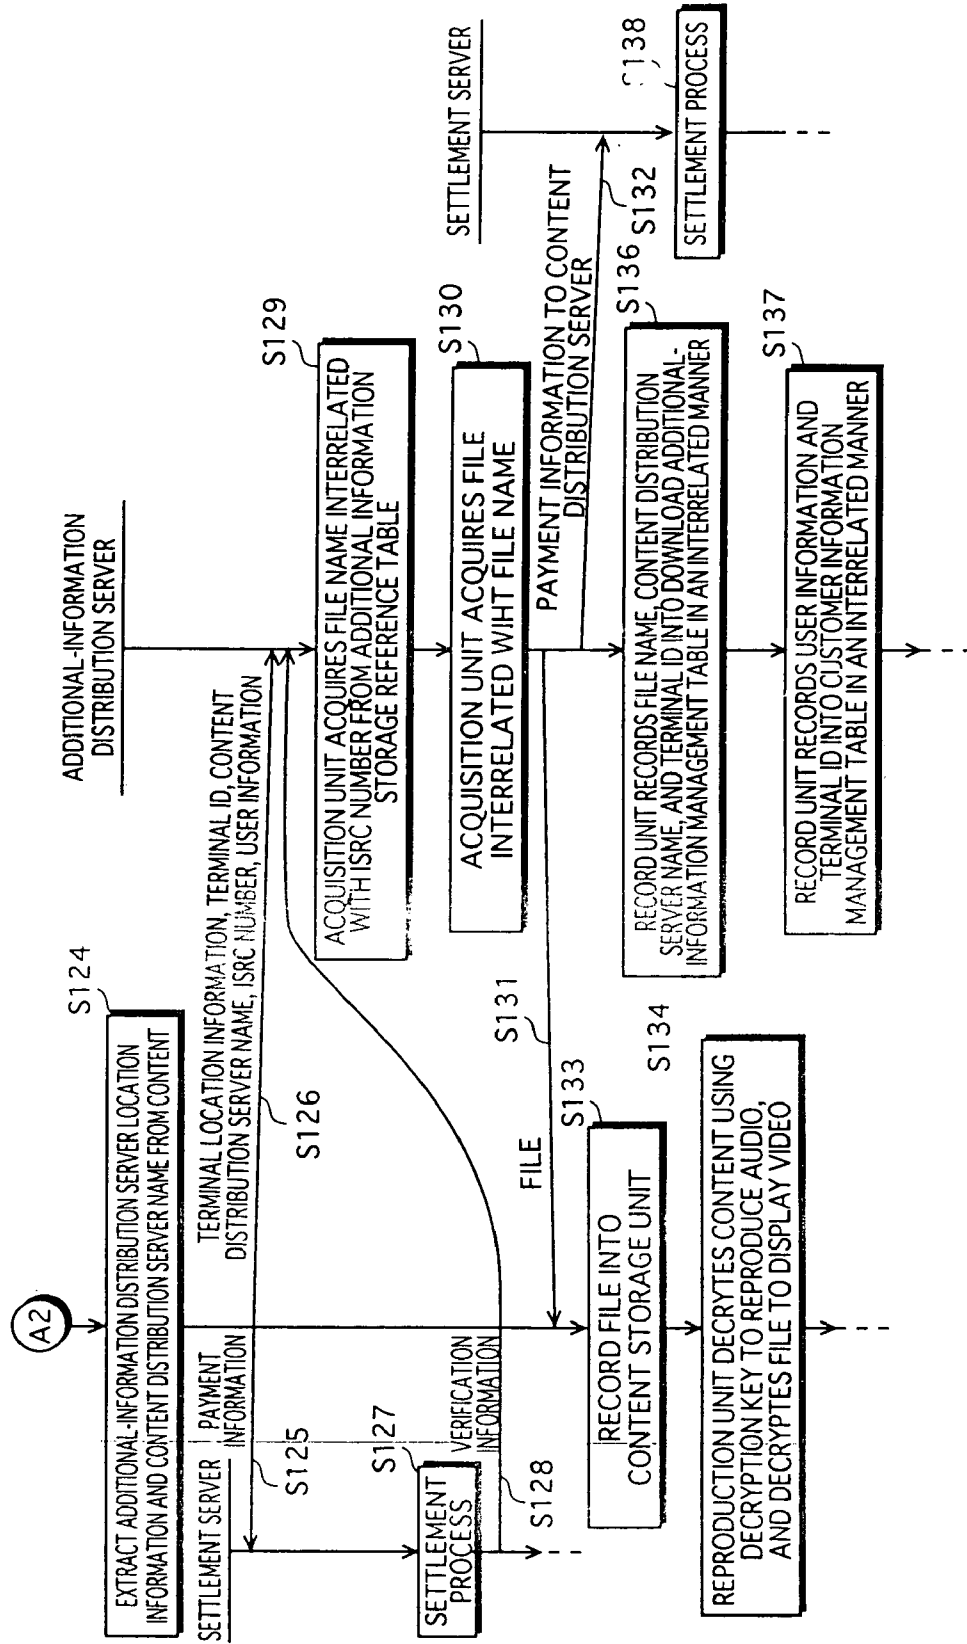 A2
S124
EXTRACT ADDITIONAL-INFORMATION DISTRIBUTION SERVER LOCATION
INFORMATION AND CONTENT DISTRIBUTION SERVER NAME FROM CONTENT
SETTLEMENT SERVER
PAYMENT
INFORMATION
S125
TERMINAL LOCATION INFORMATION, TERMINAL ID, CONTENT
DISTRIBUTION SERVER NAME, ISRC NUMBER, USER INFORMATION
S126
ADDITIONAL-INFORMATION
DISTRIBUTION SERVER
S127
SETTLEMENT
PROCESS
VERIFICATION
INFORMATION
S128
S129
ACQUISITION UNIT ACQUIRES FILE NAME INTERRELATED
WITH ISRC NUMBER FROM ADDITIONAL INFORMATION
STORAGE REFERENCE TABLE
S130
ACQUISITION UNIT ACQUIRES FILE
INTERRELATED WIHT FILE NAME
S131
FILE
PAYMENT INFORMATION TO CONTENT
DISTRIBUTION SERVER
S132
SETTLEMENT SERVER
S133
RECORD FILE INTO
CONTENT STORAGE UNIT
S134
REPRODUCTION UNIT DECRYTES CONTENT USING
DECRYPTION KEY TO REPRODUCE AUDIO,
AND DECRYPTES FILE TO DISPLAY VIDEO
S136
RECORD UNIT RECORDS FILE NAME, CONTENT DISTRIBUTION
SERVER NAME, AND TERMINAL ID INTO DOWNLOAD ADDITIONAL-
INFORMATION MANAGEMENT TABLE IN AN INTERRELATED MANNER
S137
RECORD UNIT RECORDS USER INFORMATION AND
TERMINAL ID INTO CUSTOMER INFORMATION
MANAGEMENT TABLE IN AN INTERRELATED MANNER
S138
SETTLEMENT PROCESS